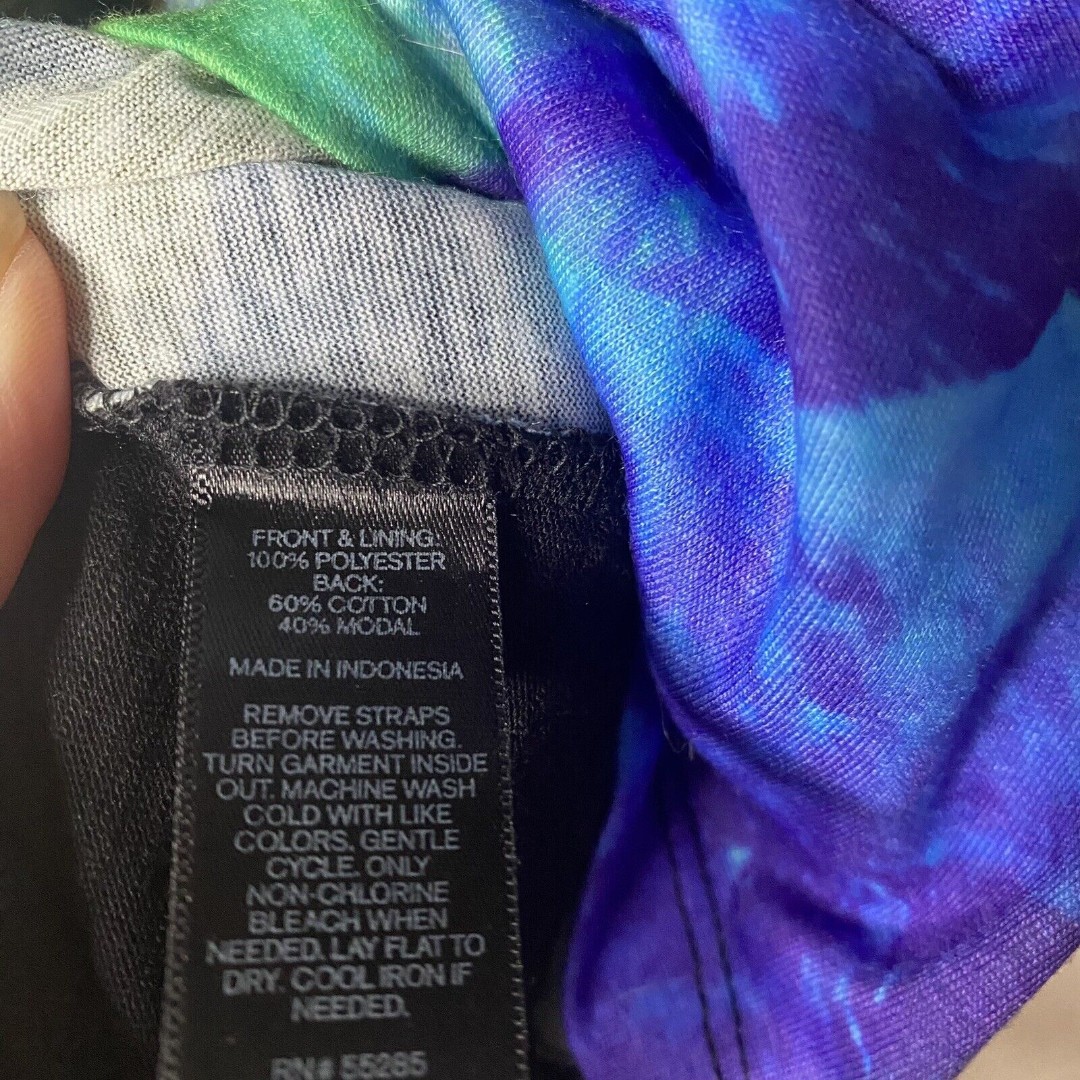 FRONT & LINING:
100% POLYESTER
BACK:
60% COTTON
40% MODAL
MADE IN INDONESIA
REMOVE STRAPS
BEFORE WASHING.
TURN GARMENT INSIDE
OUT. MACHINE WASH
COLD WITH LIKE
COLORS. GENTLE
CYCLE. ONLY
NON-CHLORINE
BLEACH WHEN
NEEDED. LAY FLAT TO
DRY. COOL IRON IF
NEEDED.
RN# 55285